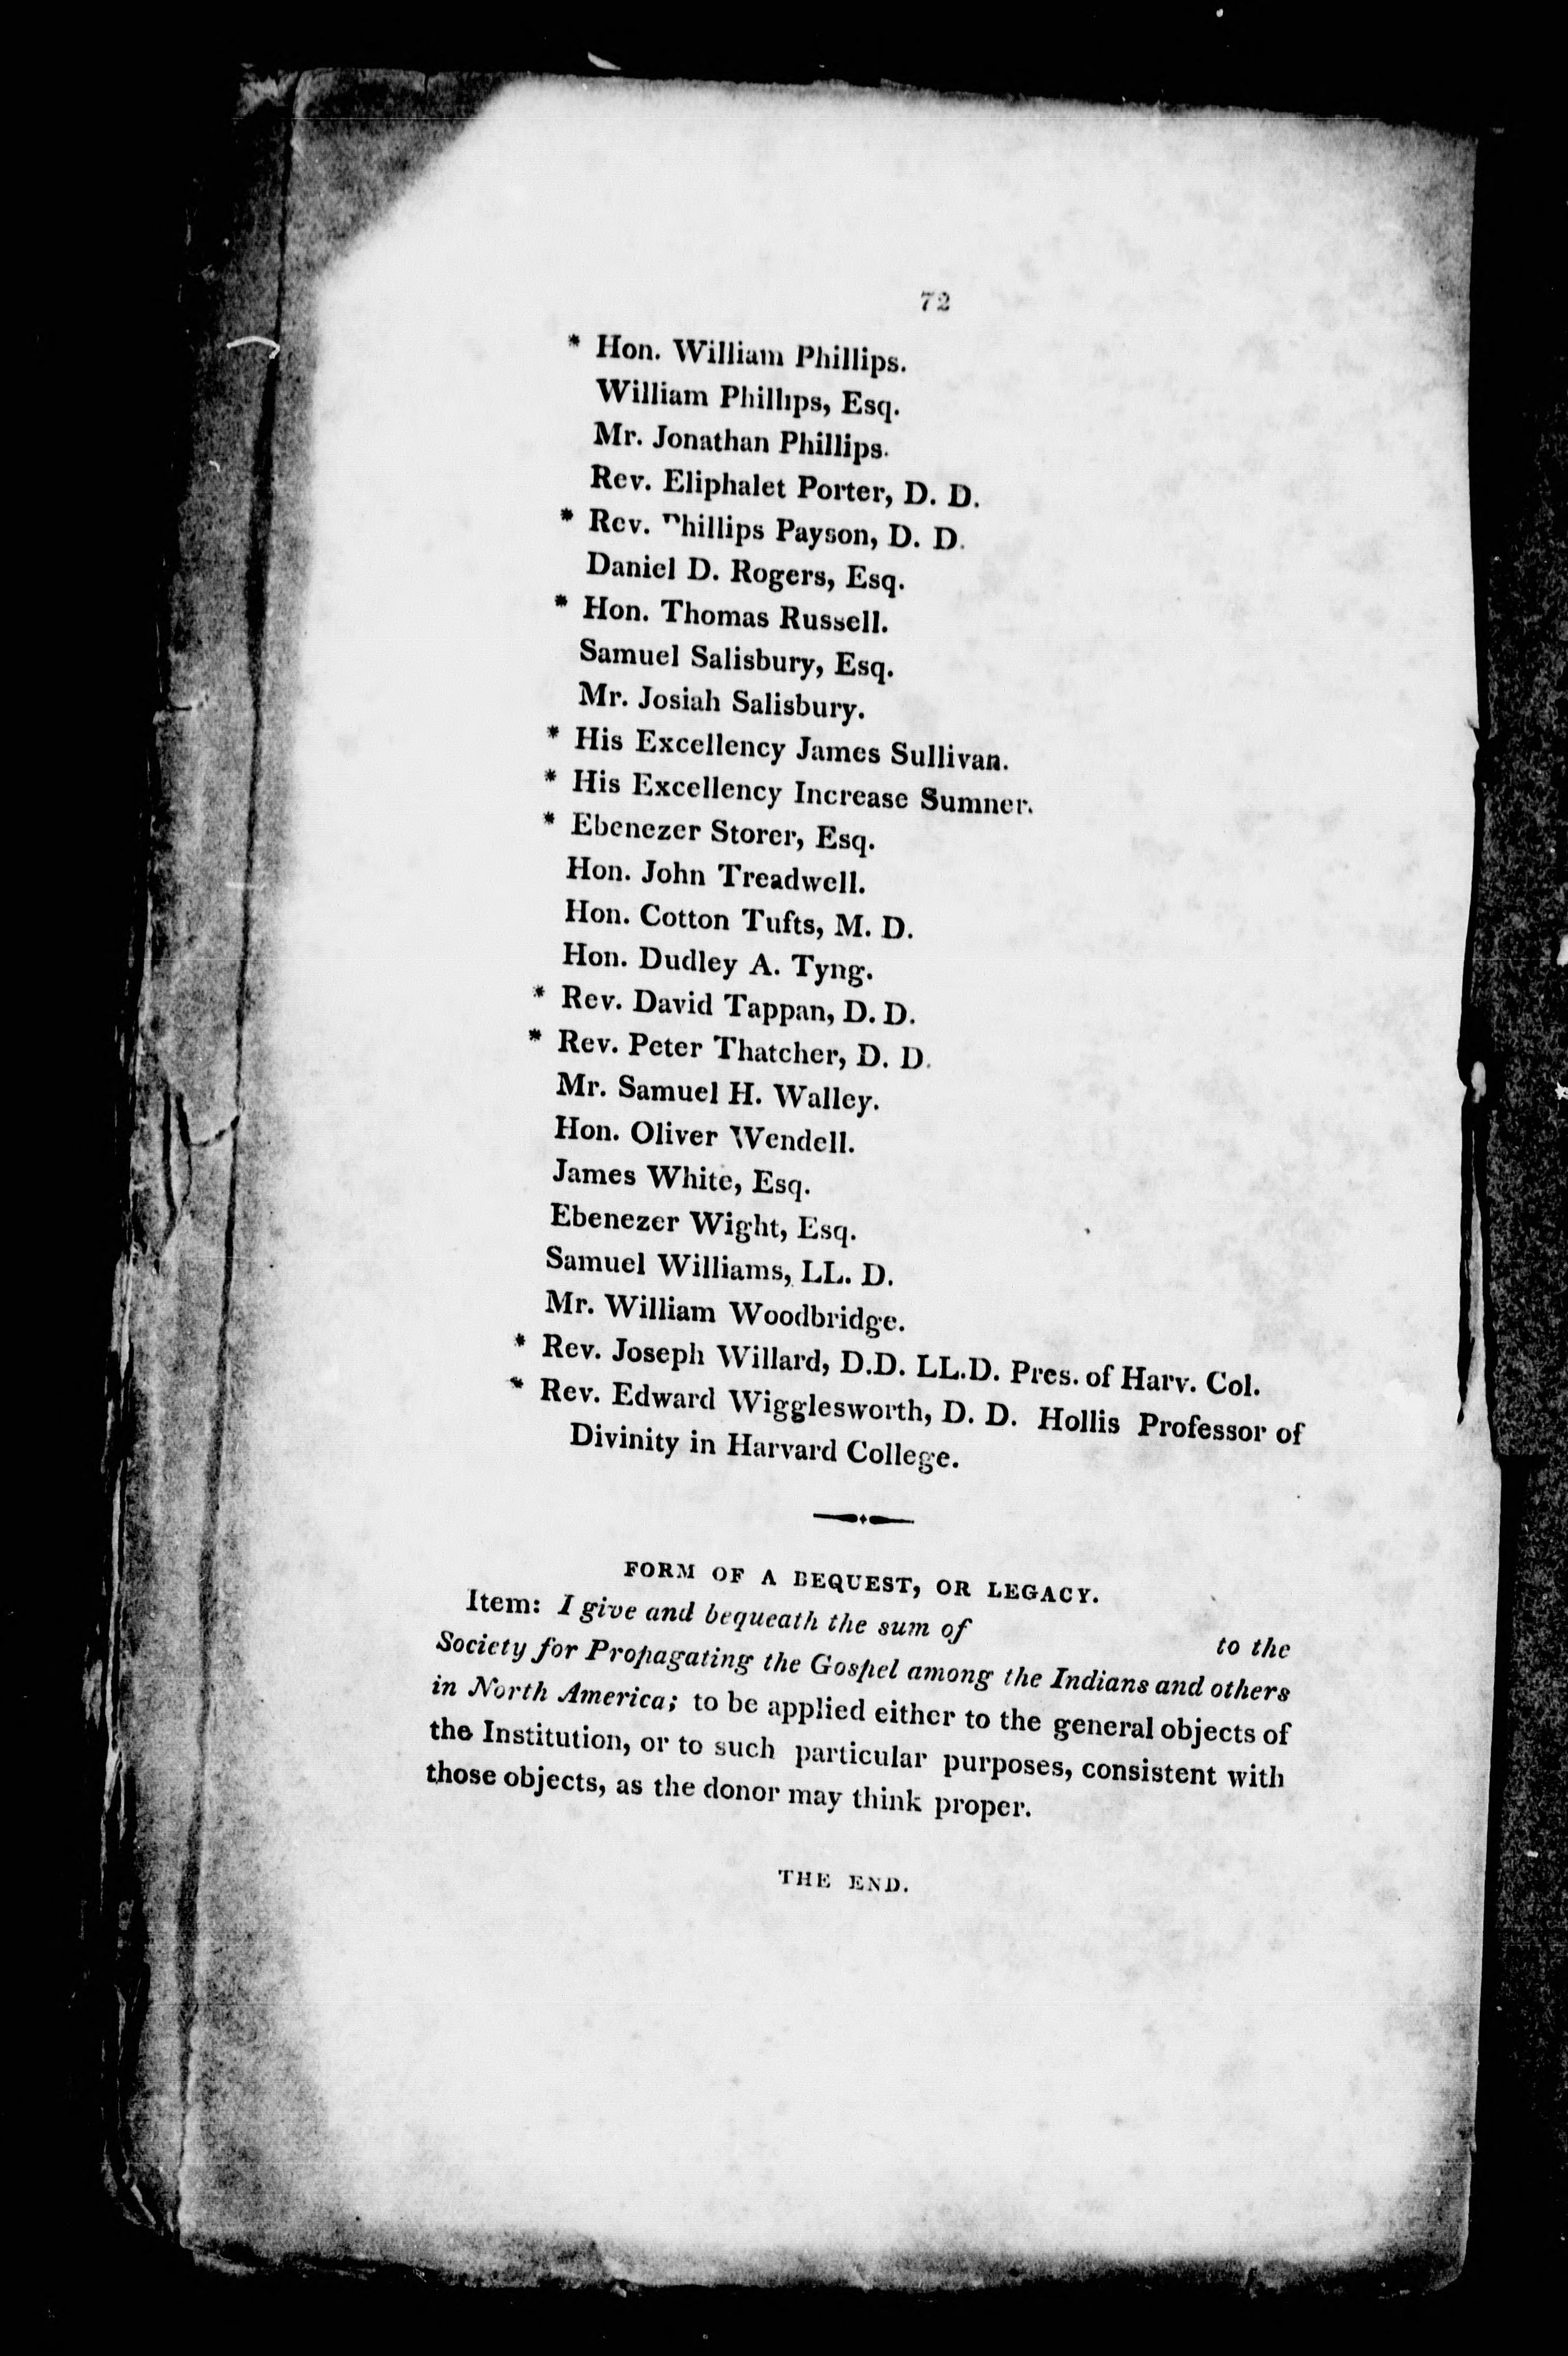 72
* Hon. William Phillips.
William Phillips, Esq.
Mr. Jonathan Phillips.
Rev. Eliphalet Porter, D. D.
* Rev. Phillips Payson, D. D.
Daniel D. Rogers, Esq.
* Hon. Thomas Russell.
Samuel Salisbury, Esq.
Mr. Josiah Salisbury.
* His Excellency James Sullivan.
* His Excellency Increase Sumner.
* Ebenezer Storer, Esq.
Hon. John Treadwell.
Hon. Cotton Tufts, M. D.
Hon. Dudley A. Tyng.
* Rev. David Tappan, D. D.
* Rev. Peter Thatcher, D. D.
Mr. Samuel H. Walley.
Hon. Oliver Wendell.
James White, Esq.
Ebenezer Wight, Esq.
Samuel Williams, LL. D.
Mr. William Woodbridge.
* Rev. Joseph Willard, D.D. LL.D. Pres. of Harv. Col.
* Rev. Edward Wigglesworth, D. D. Hollis Professor of
Divinity in Harvard College.
FORM OF A BEQUEST, OR LEGACY.
Item: I give and bequeath the sum of to the
Society for Propagating the Gospel among the Indians and others
in North America; to be applied either to the general objects of
the Institution, or to such particular purposes, consistent with
those objects, as the donor may think proper.
THE END.